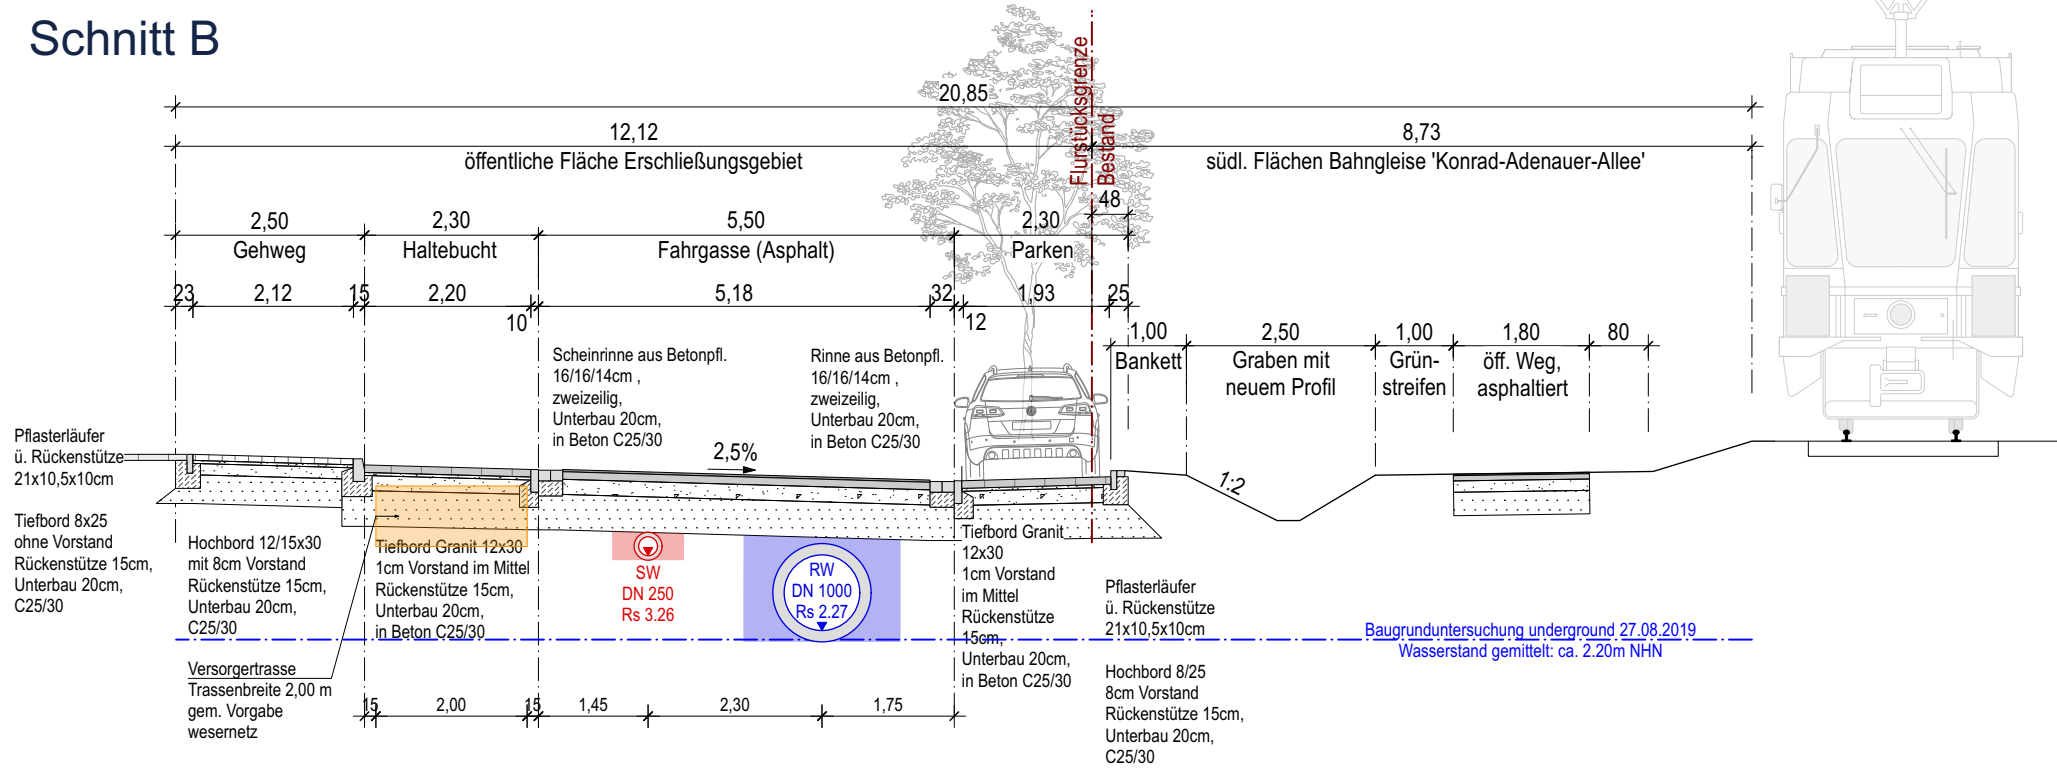 Schnitt B
20,85
12,12
8,73
öffentliche Fläche Erschließungsgebiet
südl. Flächen Bahngleise 'Konrad-Adenauer-Allee'
Flurstücksgrenze
Bestand
48
2,50
2,30
5,50
2,30
Gehweg
Haltebucht
Fahrgasse (Asphalt)
Parken
23
2,12
15
2,20
10
5,18
32
12
1,93
25
1,00
2,50
1,00
1,80
80
Bankett
Graben mit
neuem Profil
Grün-
streifen
öff. Weg,
asphaltiert
Scheinrinne aus Betonpfl.
16/16/14cm ,
zweizeilig,
Unterbau 20cm,
in Beton C25/30
Rinne aus Betonpfl.
16/16/14cm ,
zweizeilig,
Unterbau 20cm,
in Beton C25/30
2,5%
1:2
Pflasterläufer
ü. Rückenstütze
21x10,5x10cm
Tiefbord 8x25
ohne Vorstand
Rückenstütze 15cm,
Unterbau 20cm,
C25/30
Hochbord 12/15x30
mit 8cm Vorstand
Rückenstütze 15cm,
Unterbau 20cm,
C25/30
Versorgertrasse
Trassenbreite 2,00 m
gem. Vorgabe
wesernetz
Tiefbord Granit 12x30
1cm Vorstand im Mittel
Rückenstütze 15cm,
Unterbau 20cm,
in Beton C25/30
SW
DN 250
Rs 3.26
RW
DN 1000
Rs 2.27
Tiefbord Granit
12x30
1cm Vorstand
im Mittel
Rückenstütze
15cm,
Unterbau 20cm,
in Beton C25/30
Pflasterläufer
ü. Rückenstütze
21x10,5x10cm
Hochbord 8/25
8cm Vorstand
Rückenstütze 15cm,
Unterbau 20cm,
C25/30
Baugrunduntersuchung underground 27.08.2019
Wasserstand gemittelt: ca. 2.20m NHN
15
2,00
15
1,45
2,30
1,75